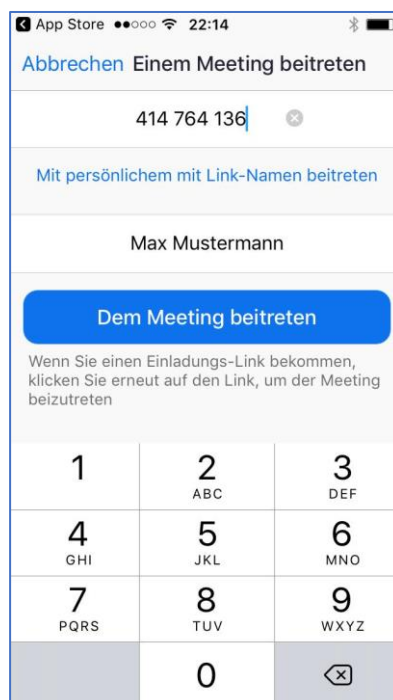 App Store 22:14
Abbrechen Einem Meeting beitreten
414 764 136
Mit persönlichem mit Link-Namen beitreten
Max Mustermann
Dem Meeting beitreten
Wenn Sie einen Einladungs-Link bekommen,
klicken Sie erneut auf den Link, um der Meeting
beizutreten
1 2 3
ABC DEF
4 5 6
GHI JKL MNO
7 8 9
PQRS TUV WXYZ
0